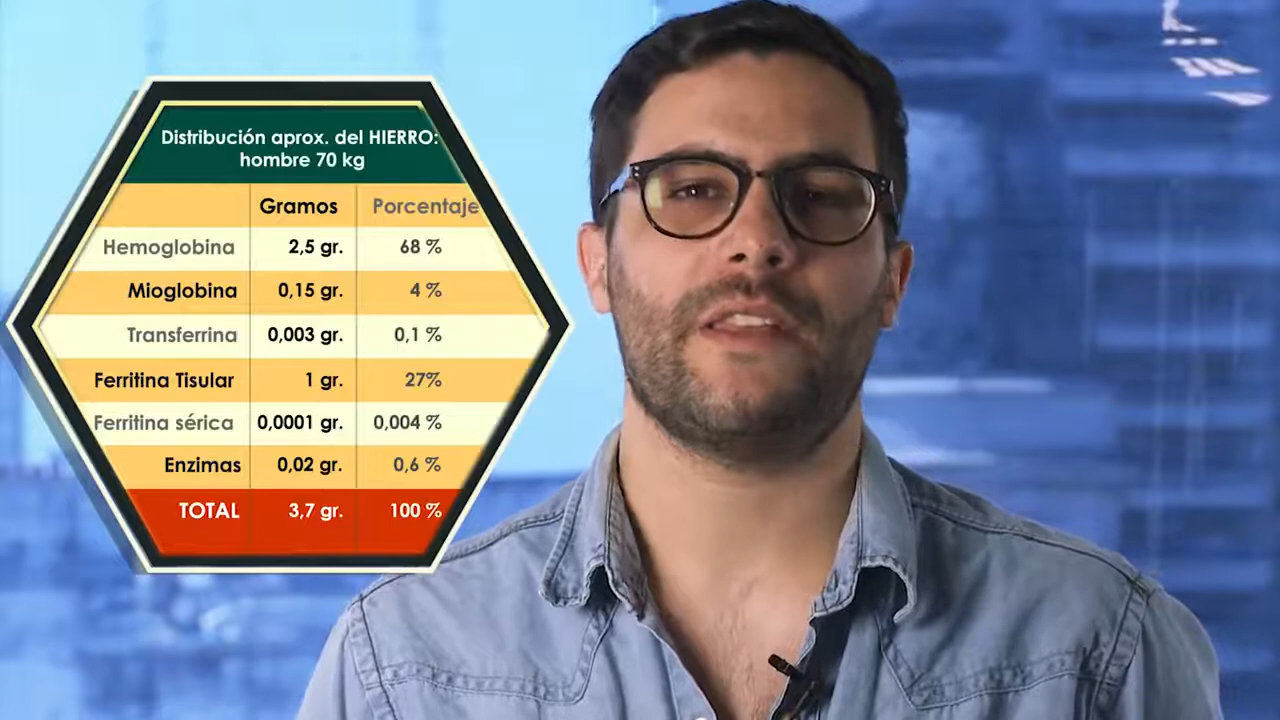 Distribución aprox. del HIERRO:
hombre 70 kg
Gramos Porcentaje
Hemoglobina 2,5 gr. 68 %
Mioglobina 0,15 gr. 4 %
Transferrina 0,003 gr. 0,1 %
Ferritina Tisular 1 gr. 27%
Ferritina sérica 0,0001 gr. 0,004 %
Enzimas 0,02 gr. 0,6 %
TOTAL 3,7 gr. 100 %